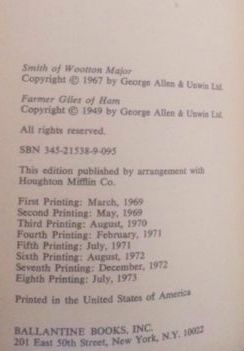 Smith of Wootton Major
Copyright © 1967 by George Allen & Unwin Ltd.
Farmer Giles of Ham
Copyright © 1949 by George Allen & Unwin Ltd.
All rights reserved.
SBN 345-21538-9-095
This edition published by arrangement with
Houghton Mifflin Co.
First Printing: March, 1969
Second Printing: May, 1969
Third Printing: August, 1970
Fourth Printing: February, 1971
Fifth Printing: July, 1971
Sixth Printing: August, 1972
Seventh Printing: December, 1972
Eighth Printing: July, 1973
Printed in the United States of America
BALLANTINE BOOKS, INC.
201 East 50th Street, New York, N.Y. 10022